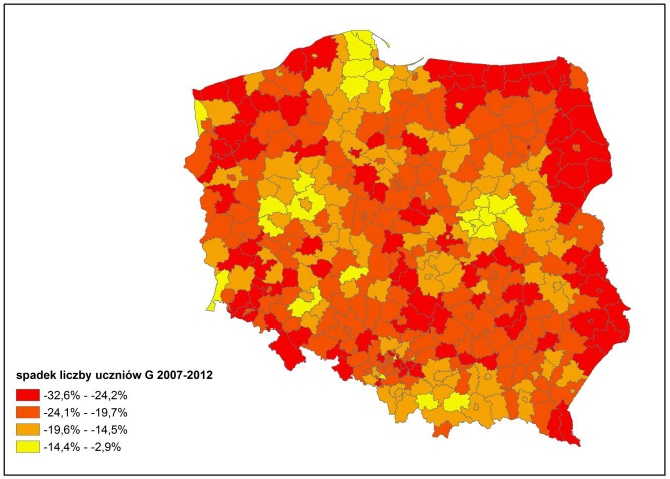 spadek liczby uczniów G 2007-2012
-32,6% - -24,2%
-24,1% - -19,7%
-19,6% - -14,5%
-14,4% - -2,9%